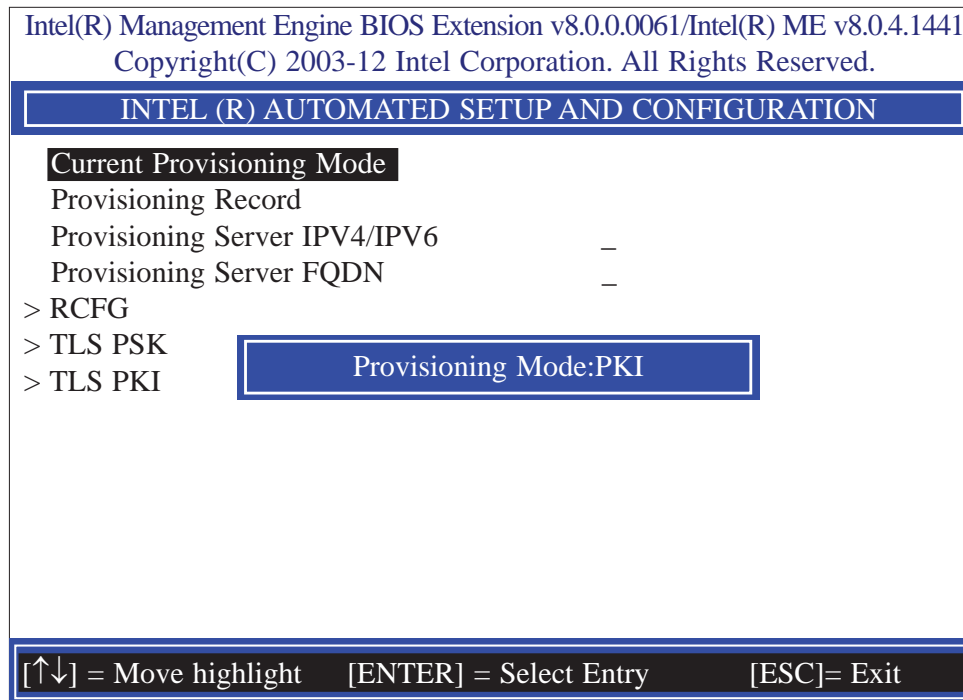 Intel(R) Management Engine BIOS Extension v8.0.0.0061/Intel(R) ME v8.0.4.1441
Copyright(C) 2003-12 Intel Corporation. All Rights Reserved.
INTEL (R) AUTOMATED SETUP AND CONFIGURATION
Current Provisioning Mode
Provisioning Record
Provisioning Server IPV4/IPV6 _
Provisioning Server FQDN _
> RCFG
> TLS PSK
> TLS PKI
Provisioning Mode:PKI
[↑↓] = Move highlight [ENTER] = Select Entry [ESC]= Exit